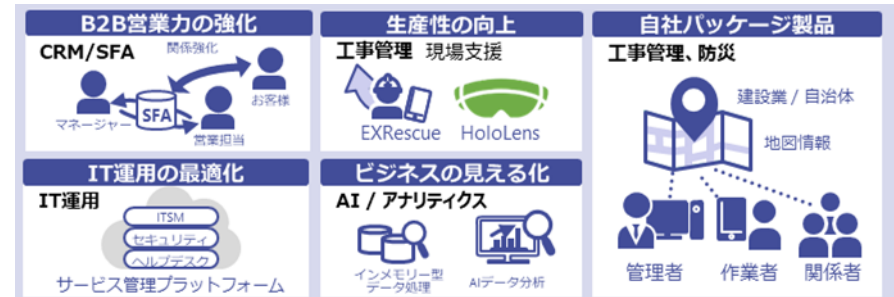 B2B営業力の強化
CRM/SFA
関係強化
お客様
マネージャー
SFA
営業担当
生産性の向上
工事管理 現場支援
EXRescue HoloLens
自社パッケージ製品
工事管理、防災
建設業 / 自治体
地図情報
管理者 作業者 関係者
IT運用の最適化
IT運用
ITSM
セキュリティ
ヘルプデスク
サービス管理プラットフォーム
ビジネスの見える化
AI / アナリティクス
インメモリー型
データ処理
AIデータ分析